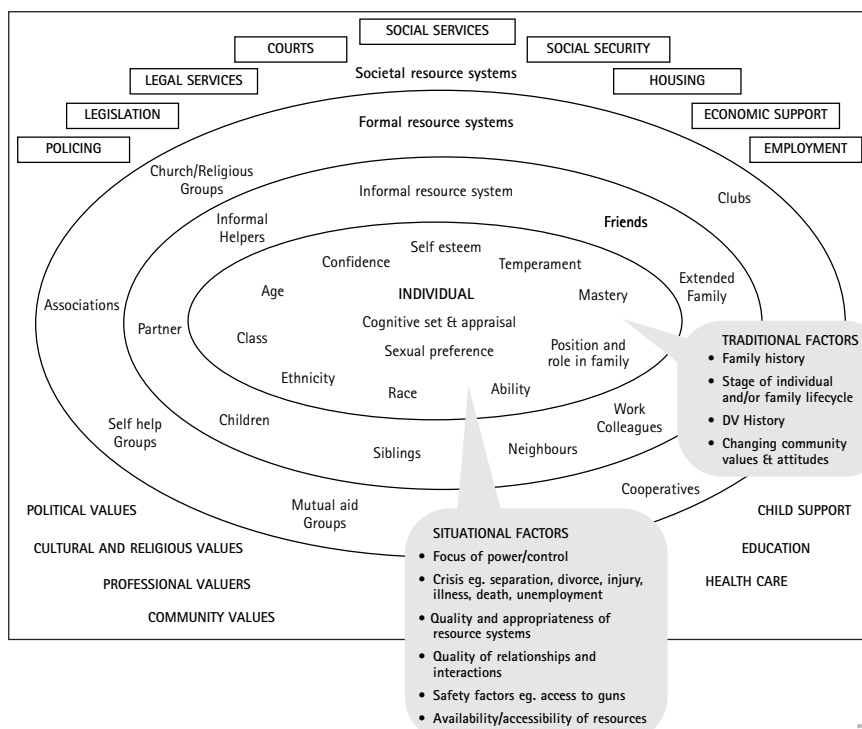 SOCIAL SERVICES
COURTS
SOCIAL SECURITY
LEGAL SERVICES
Societal resource systems
HOUSING
LEGISLATION
Formal resource systems
ECONOMIC SUPPORT
POLICING
EMPLOYMENT
Church/Religious
Groups
Informal resource system
Clubs
Informal
Helpers
Friends
Self esteem
Confidence
Temperament
Extended
Family
Age
INDIVIDUAL
Mastery
Associations
Partner
Cognitive set & appraisal
Class
Sexual preference
Position and
role in family
Ethnicity
Race
Ability
TRADITIONAL FACTORS
• Family history
• Stage of individual
and/or family lifecycle
• DV History
• Changing community
values & attitudes
Self help
Groups
Children
Work
Colleagues
Siblings
Neighbours
Mutual aid
Groups
Cooperatives
POLITICAL VALUES
CHILD SUPPORT
CULTURAL AND RELIGIOUS VALUES
EDUCATION
PROFESSIONAL VALUERS
HEALTH CARE
COMMUNITY VALUES
SITUATIONAL FACTORS
• Focus of power/control
• Crisis eg. separation, divorce, injury,
illness, death, unemployment
• Quality and appropriateness of
resource systems
• Quality of relationships and
interactions
• Safety factors eg. access to guns
• Availability/accessibility of resources